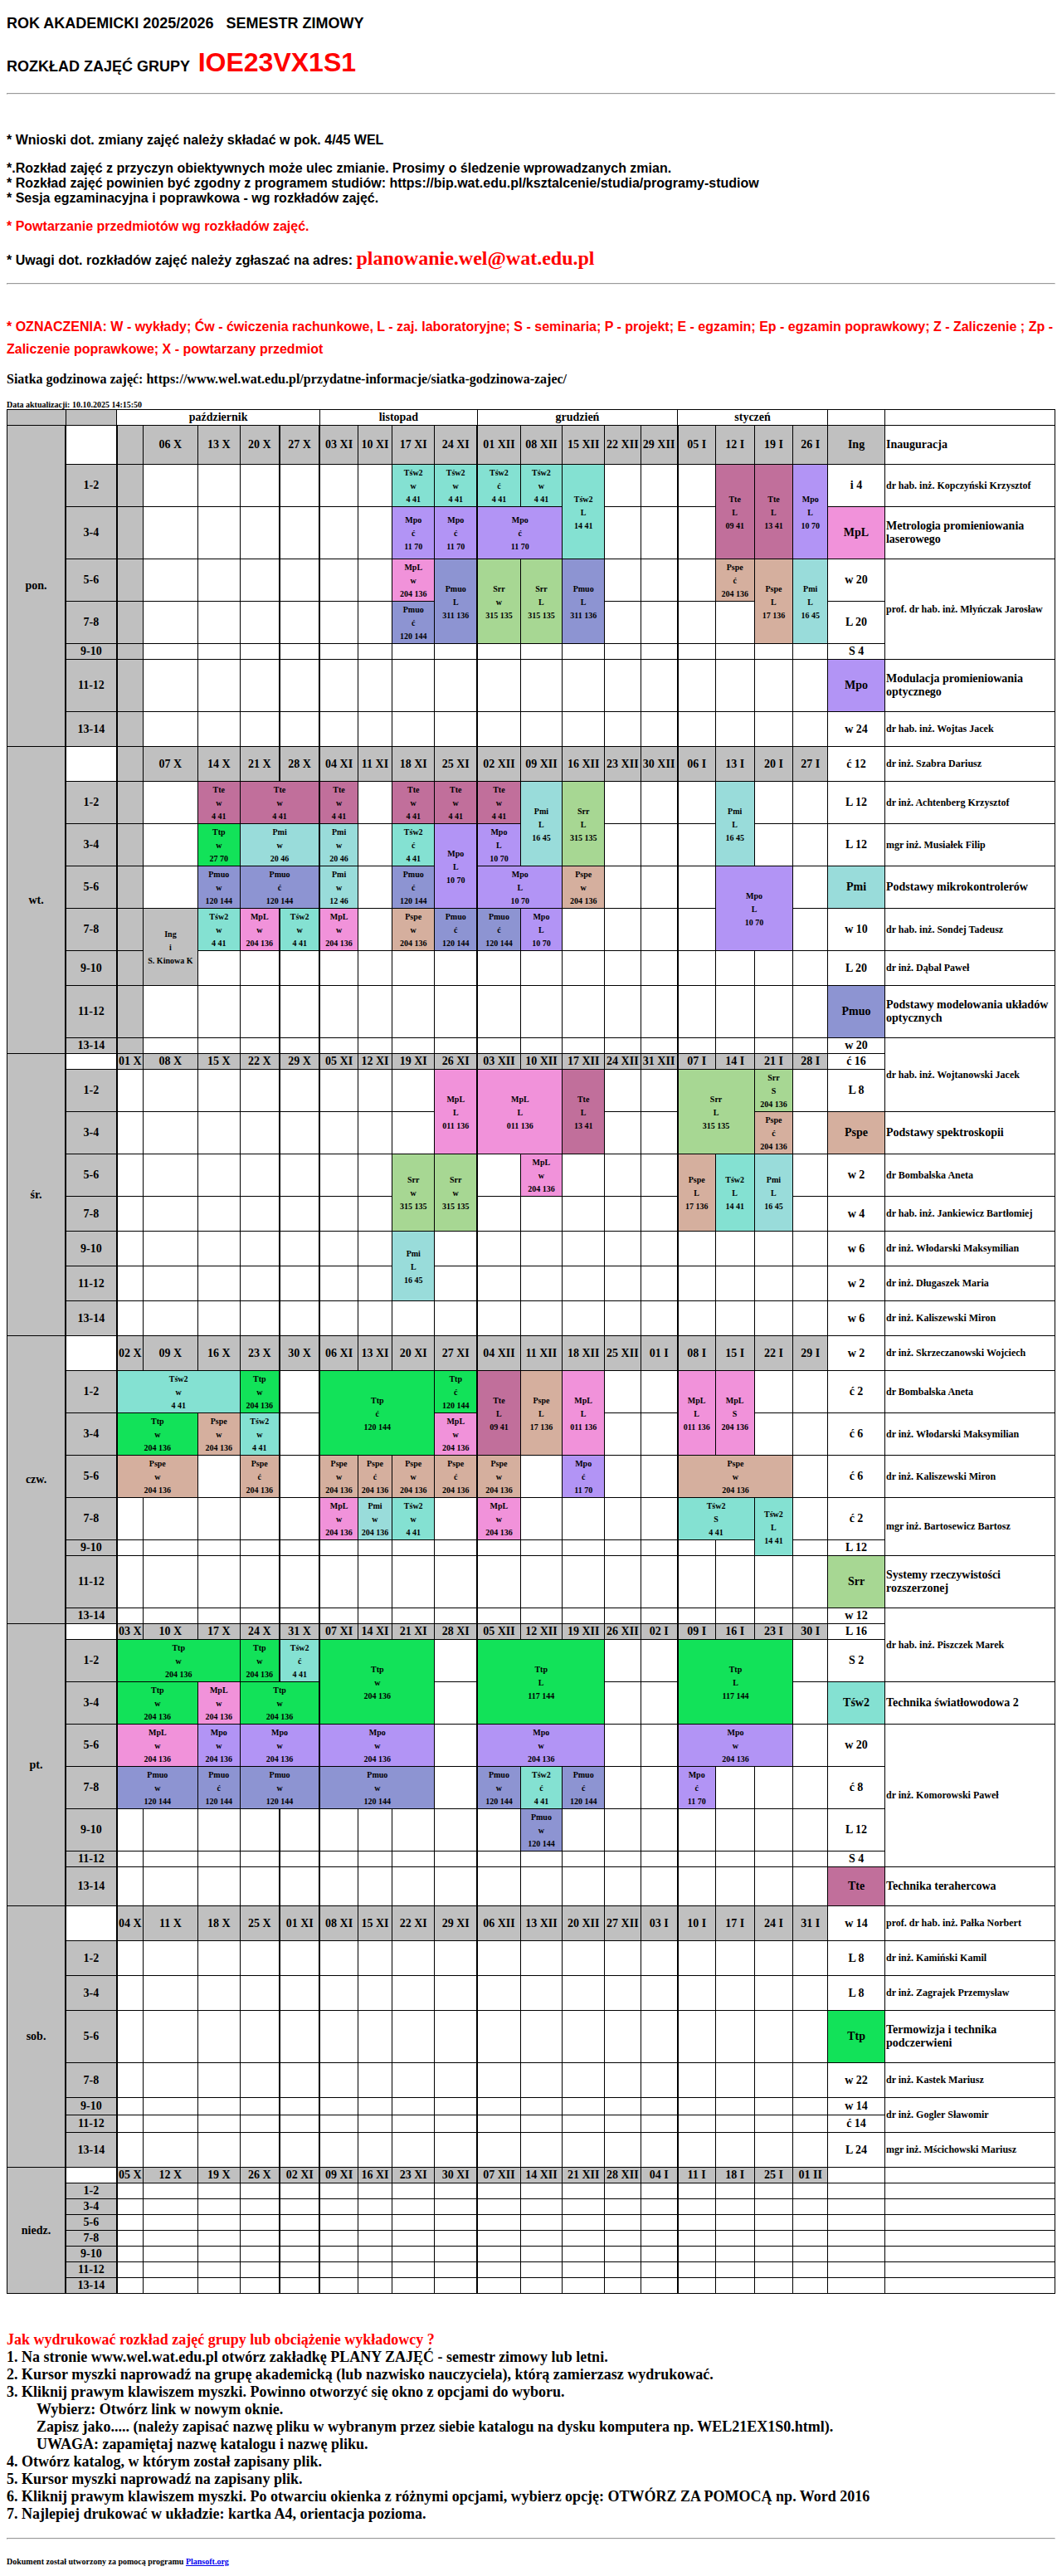 ROK AKADEMICKI 2025/2026 SEMESTR ZIMOWY
ROZKŁAD ZAJĘĆ GRUPY IOE23VX1S1
* Wnioski dot. zmiany zajęć należy składać w pok. 4/45 WEL
*.Rozkład zajęć z przyczyn obiektywnych może ulec zmianie. Prosimy o śledzenie wprowadzanych zmian.
* Rozkład zajęć powinien być zgodny z programem studiów: https://bip.wat.edu.pl/ksztalcenie/studia/programy-studiow
* Sesja egzaminacyjna i poprawkowa - wg rozkładów zajęć.
* Powtarzanie przedmiotów wg rozkładów zajęć.
* Uwagi dot. rozkładów zajęć należy zgłaszać na adres: planowanie.wel@wat.edu.pl
* OZNACZENIA: W - wykłady; Ćw - ćwiczenia rachunkowe, L - zaj. laboratoryjne; S - seminaria; P - projekt; E - egzamin; Ep - egzamin poprawkowy; Z - Zaliczenie ; Zp -
Zaliczenie poprawkowe; X - powtarzany przedmiot
Siatka godzinowa zajęć: https://www.wel.wat.edu.pl/przydatne-informacje/siatka-godzinowa-zajec/
Data aktualizacji: 10.10.2025 14:15:50
październik listopad grudzień styczeń
pon. 06 X 13 X 20 X 27 X 03 XI 10 XI 17 XI 24 XI 01 XII 08 XII 15 XII 22 XII 29 XII 05 I 12 I 19 I 26 I Ing Inauguracja
1-2 Tśw2 w 4 41 Tśw2 w 4 41 Tśw2 ć 4 41 Tśw2 w 4 41 Tśw2 L 14 41 Tte L 09 41 Tte L 13 41 Mpo L 10 70 i 4 dr hab. inż. Kopczyński Krzysztof
3-4 Mpo ć 11 70 Mpo ć 11 70 Mpo ć 11 70 MpL Metrologia promieniowania laserowego
5-6 MpL w 204 136 Pmuo L 311 136 Srr w 315 135 Srr L 315 135 Pmuo L 311 136 Pspe ć 204 136 Pspe L 17 136 Pmi L 16 45 w 20 prof. dr hab. inż. Młyńczak Jarosław
7-8 Pmuo ć 120 144 L 20
9-10 S 4
11-12 Mpo Modulacja promieniowania optycznego
13-14 w 24 dr hab. inż. Wojtas Jacek
wt. 07 X 14 X 21 X 28 X 04 XI 11 XI 18 XI 25 XI 02 XII 09 XII 16 XII 23 XII 30 XII 06 I 13 I 20 I 27 I ć 12 dr inż. Szabra Dariusz
1-2 Tte w 4 41 Tte w 4 41 Tte w 4 41 Tte w 4 41 Tte w 4 41 Tte w 4 41 Pmi L 16 45 Srr L 315 135 Pmi L 16 45 L 12 dr inż. Achtenberg Krzysztof
3-4 Ttp w 27 70 Pmi w 20 46 Pmi w 20 46 Tśw2 ć 4 41 Mpo L 10 70 Mpo L 10 70 L 12 mgr inż. Musiałek Filip
5-6 Pmuo w 120 144 Pmuo ć 120 144 Pmi w 12 46 Pmuo ć 120 144 Mpo L 10 70 Pspe w 204 136 Mpo L 10 70 Pmi Podstawy mikrokontrolerów
7-8 Ing i S. Kinowa K Tśw2 w 4 41 MpL w 204 136 Tśw2 w 4 41 MpL w 204 136 Pspe w 204 136 Pmuo ć 120 144 Pmuo ć 120 144 Mpo L 10 70 w 10 dr hab. inż. Sondej Tadeusz
9-10 L 20 dr inż. Dąbal Paweł
11-12 Pmuo Podstawy modelowania układów optycznych
13-14 w 20 dr hab. inż. Wojtanowski Jacek
śr. 01 X 08 X 15 X 22 X 29 X 05 XI 12 XI 19 XI 26 XI 03 XII 10 XII 17 XII 24 XII 31 XII 07 I 14 I 21 I 28 I ć 16
1-2 MpL L 011 136 MpL L 011 136 Tte L 13 41 Srr L 315 135 Srr S 204 136 L 8
3-4 Pspe ć 204 136 Pspe Podstawy spektroskopii
5-6 Srr w 315 135 Srr w 315 135 MpL w 204 136 Pspe L 17 136 Tśw2 L 14 41 Pmi L 16 45 w 2 dr Bombalska Aneta
7-8 w 4 dr hab. inż. Jankiewicz Bartłomiej
9-10 Pmi L 16 45 w 6 dr inż. Włodarski Maksymilian
11-12 w 2 dr inż. Długaszek Maria
13-14 w 6 dr inż. Kaliszewski Miron
czw. 02 X 09 X 16 X 23 X 30 X 06 XI 13 XI 20 XI 27 XI 04 XII 11 XII 18 XII 25 XII 01 I 08 I 15 I 22 I 29 I w 2 dr inż. Skrzeczanowski Wojciech
1-2 Tśw2 w 4 41 Ttp w 204 136 Ttp ć 120 144 Ttp ć 120 144 Tte L 09 41 Pspe L 17 136 MpL L 011 136 MpL L 011 136 MpL S 204 136 ć 2 dr Bombalska Aneta
3-4 Ttp w 204 136 Pspe w 204 136 Tśw2 w 4 41 MpL w 204 136 ć 6 dr inż. Włodarski Maksymilian
5-6 Pspe w 204 136 Pspe ć 204 136 Pspe w 204 136 Pspe ć 204 136 Pspe w 204 136 Pspe ć 204 136 Pspe w 204 136 Mpo ć 11 70 Pspe w 204 136 ć 6 dr inż. Kaliszewski Miron
7-8 MpL w 204 136 Pmi w 204 136 Tśw2 w 4 41 MpL w 204 136 Tśw2 S 4 41 Tśw2 L 14 41 ć 2 mgr inż. Bartosewicz Bartosz
9-10 L 12
11-12 Srr Systemy rzeczywistości rozszerzonej
13-14 w 12 dr hab. inż. Piszczek Marek
pt. 03 X 10 X 17 X 24 X 31 X 07 XI 14 XI 21 XI 28 XI 05 XII 12 XII 19 XII 26 XII 02 I 09 I 16 I 23 I 30 I L 16
1-2 Ttp w 204 136 Ttp w 204 136 Tśw2 ć 4 41 Ttp w 204 136 Ttp L 117 144 Ttp L 117 144 S 2
3-4 Ttp w 204 136 MpL w 204 136 Ttp w 204 136 Tśw2 Technika światłowodowa 2
5-6 MpL w 204 136 Mpo w 204 136 Mpo w 204 136 Mpo w 204 136 Mpo w 204 136 Mpo w 204 136 w 20 dr inż. Komorowski Paweł
7-8 Pmuo w 120 144 Pmuo ć 120 144 Pmuo w 120 144 Pmuo w 120 144 Pmuo w 120 144 Tśw2 ć 4 41 Pmuo ć 120 144 Mpo ć 11 70 ć 8
9-10 Pmuo w 120 144 L 12
11-12 S 4
13-14 Tte Technika terahercowa
sob. 04 X 11 X 18 X 25 X 01 XI 08 XI 15 XI 22 XI 29 XI 06 XII 13 XII 20 XII 27 XII 03 I 10 I 17 I 24 I 31 I w 14 prof. dr hab. inż. Pałka Norbert
1-2 L 8 dr inż. Kamiński Kamil
3-4 L 8 dr inż. Zagrajek Przemysław
5-6 Ttp Termowizja i technika podczerwieni
7-8 w 22 dr inż. Kastek Mariusz
9-10 w 14 dr inż. Gogler Sławomir
11-12 ć 14
13-14 L 24 mgr inż. Mścichowski Mariusz
niedz. 05 X 12 X 19 X 26 X 02 XI 09 XI 16 XI 23 XI 30 XI 07 XII 14 XII 21 XII 28 XII 04 I 11 I 18 I 25 I 01 II
1-2
3-4
5-6
7-8
9-10
11-12
13-14
Jak wydrukować rozkład zajęć grupy lub obciążenie wykładowcy ?
1. Na stronie www.wel.wat.edu.pl otwórz zakładkę PLANY ZAJĘĆ - semestr zimowy lub letni.
2. Kursor myszki naprowadź na grupę akademicką (lub nazwisko nauczyciela), którą zamierzasz wydrukować.
3. Kliknij prawym klawiszem myszki. Powinno otworzyć się okno z opcjami do wyboru.
Wybierz: Otwórz link w nowym oknie.
Zapisz jako..... (należy zapisać nazwę pliku w wybranym przez siebie katalogu na dysku komputera np. WEL21EX1S0.html).
UWAGA: zapamiętaj nazwę katalogu i nazwę pliku.
4. Otwórz katalog, w którym został zapisany plik.
5. Kursor myszki naprowadź na zapisany plik.
6. Kliknij prawym klawiszem myszki. Po otwarciu okienka z różnymi opcjami, wybierz opcję: OTWÓRZ ZA POMOCĄ np. Word 2016
7. Najlepiej drukować w układzie: kartka A4, orientacja pozioma.
Dokument został utworzony za pomocą programu Plansoft.org